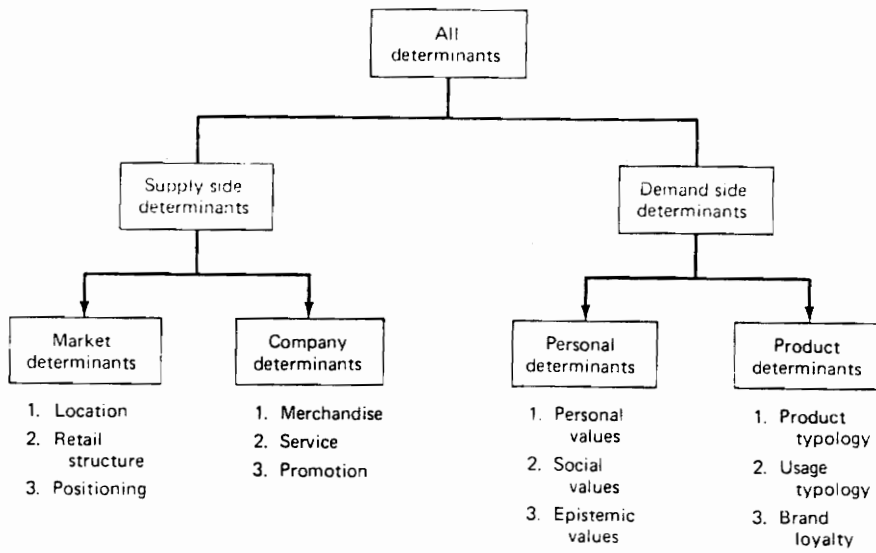 All
determinants
Supply side
determinants
Demand side
determinants
Market
determinants
Company
determinants
Personal
determinants
Product
determinants
1. Location
2. Retail
structure
3. Positioning
1. Merchandise
2. Service
3. Promotion
1. Personal
values
2. Social
values
3. Epistemic
values
1. Product
typology
2. Usage
typology
3. Brand
loyalty